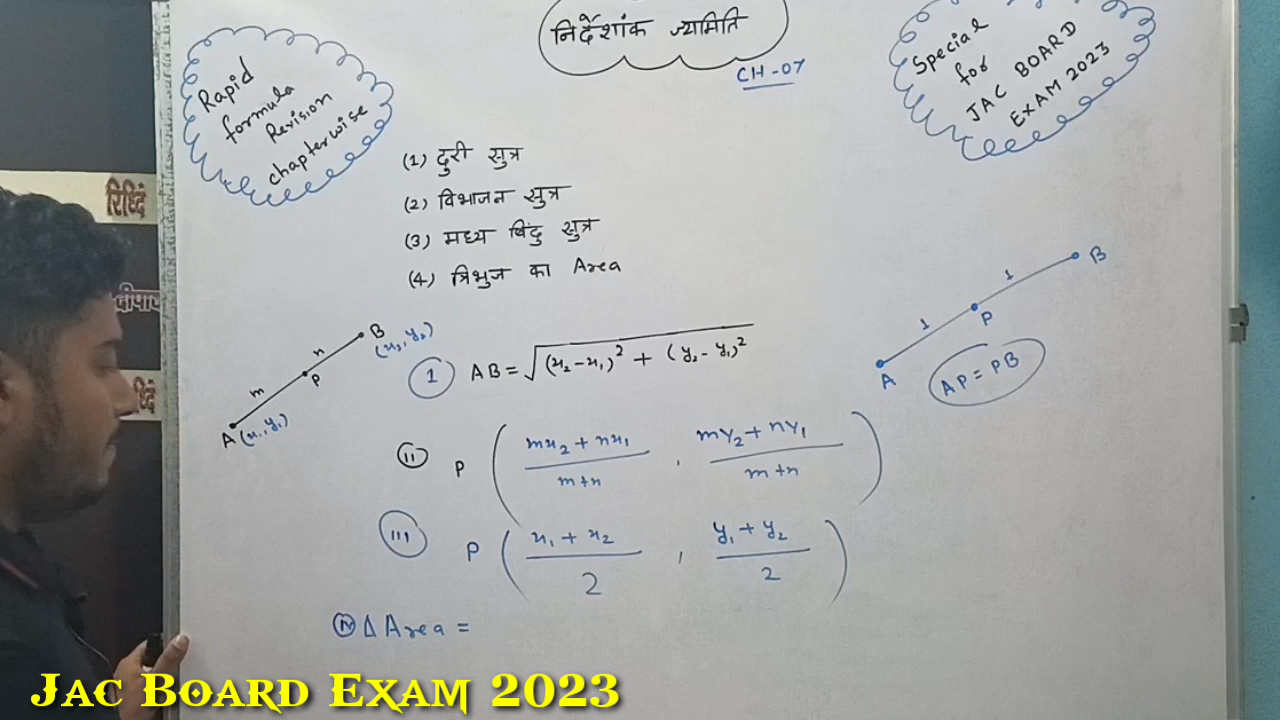 निर्देशांक ज्यामिति
CH-07
Rapid
formula
Revision
chapterwise
Special
for
JAC BOARD
EXAM 2023
(1) दुरी सुत्र
(2) विभाजन सुत्र
(3) मध्य बिंदु सुत्र
(4) त्रिभुज का Area
रिध्दिं
दीपाच
A (x₁, y₁)
m
P
n
B
(x₂, y₂)
1 AB = √(x₂ - x₁)² + (y₂ - y₁)²
A
1
P
1
B
AP = PB
II P ( mx₂ + nx₁ / m+n , my₂ + ny₁ / m+n )
III P ( x₁ + x₂ / 2 , y₁ + y₂ / 2 )
IV Δ Area =
JAC BOARD EXAM 2023